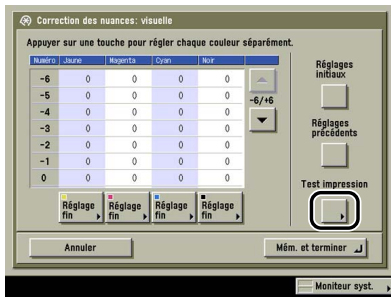 Correction des nuances: visuelle
Appuyer sur une touche pour régler chaque couleur séparément.
Numéro Jaune Magenta Cyan Noir
-6 0 0 0 0
-5 0 0 0 0
-4 0 0 0 0
-3 0 0 0 0
-2 0 0 0 0
-1 0 0 0 0
0 0 0 0 0
-6/+6
Réglages
initiaux
Réglages
précédents
Test impression
Réglage
fin
Réglage
fin
Réglage
fin
Réglage
fin
Annuler
Mém. et terminer
Moniteur syst.